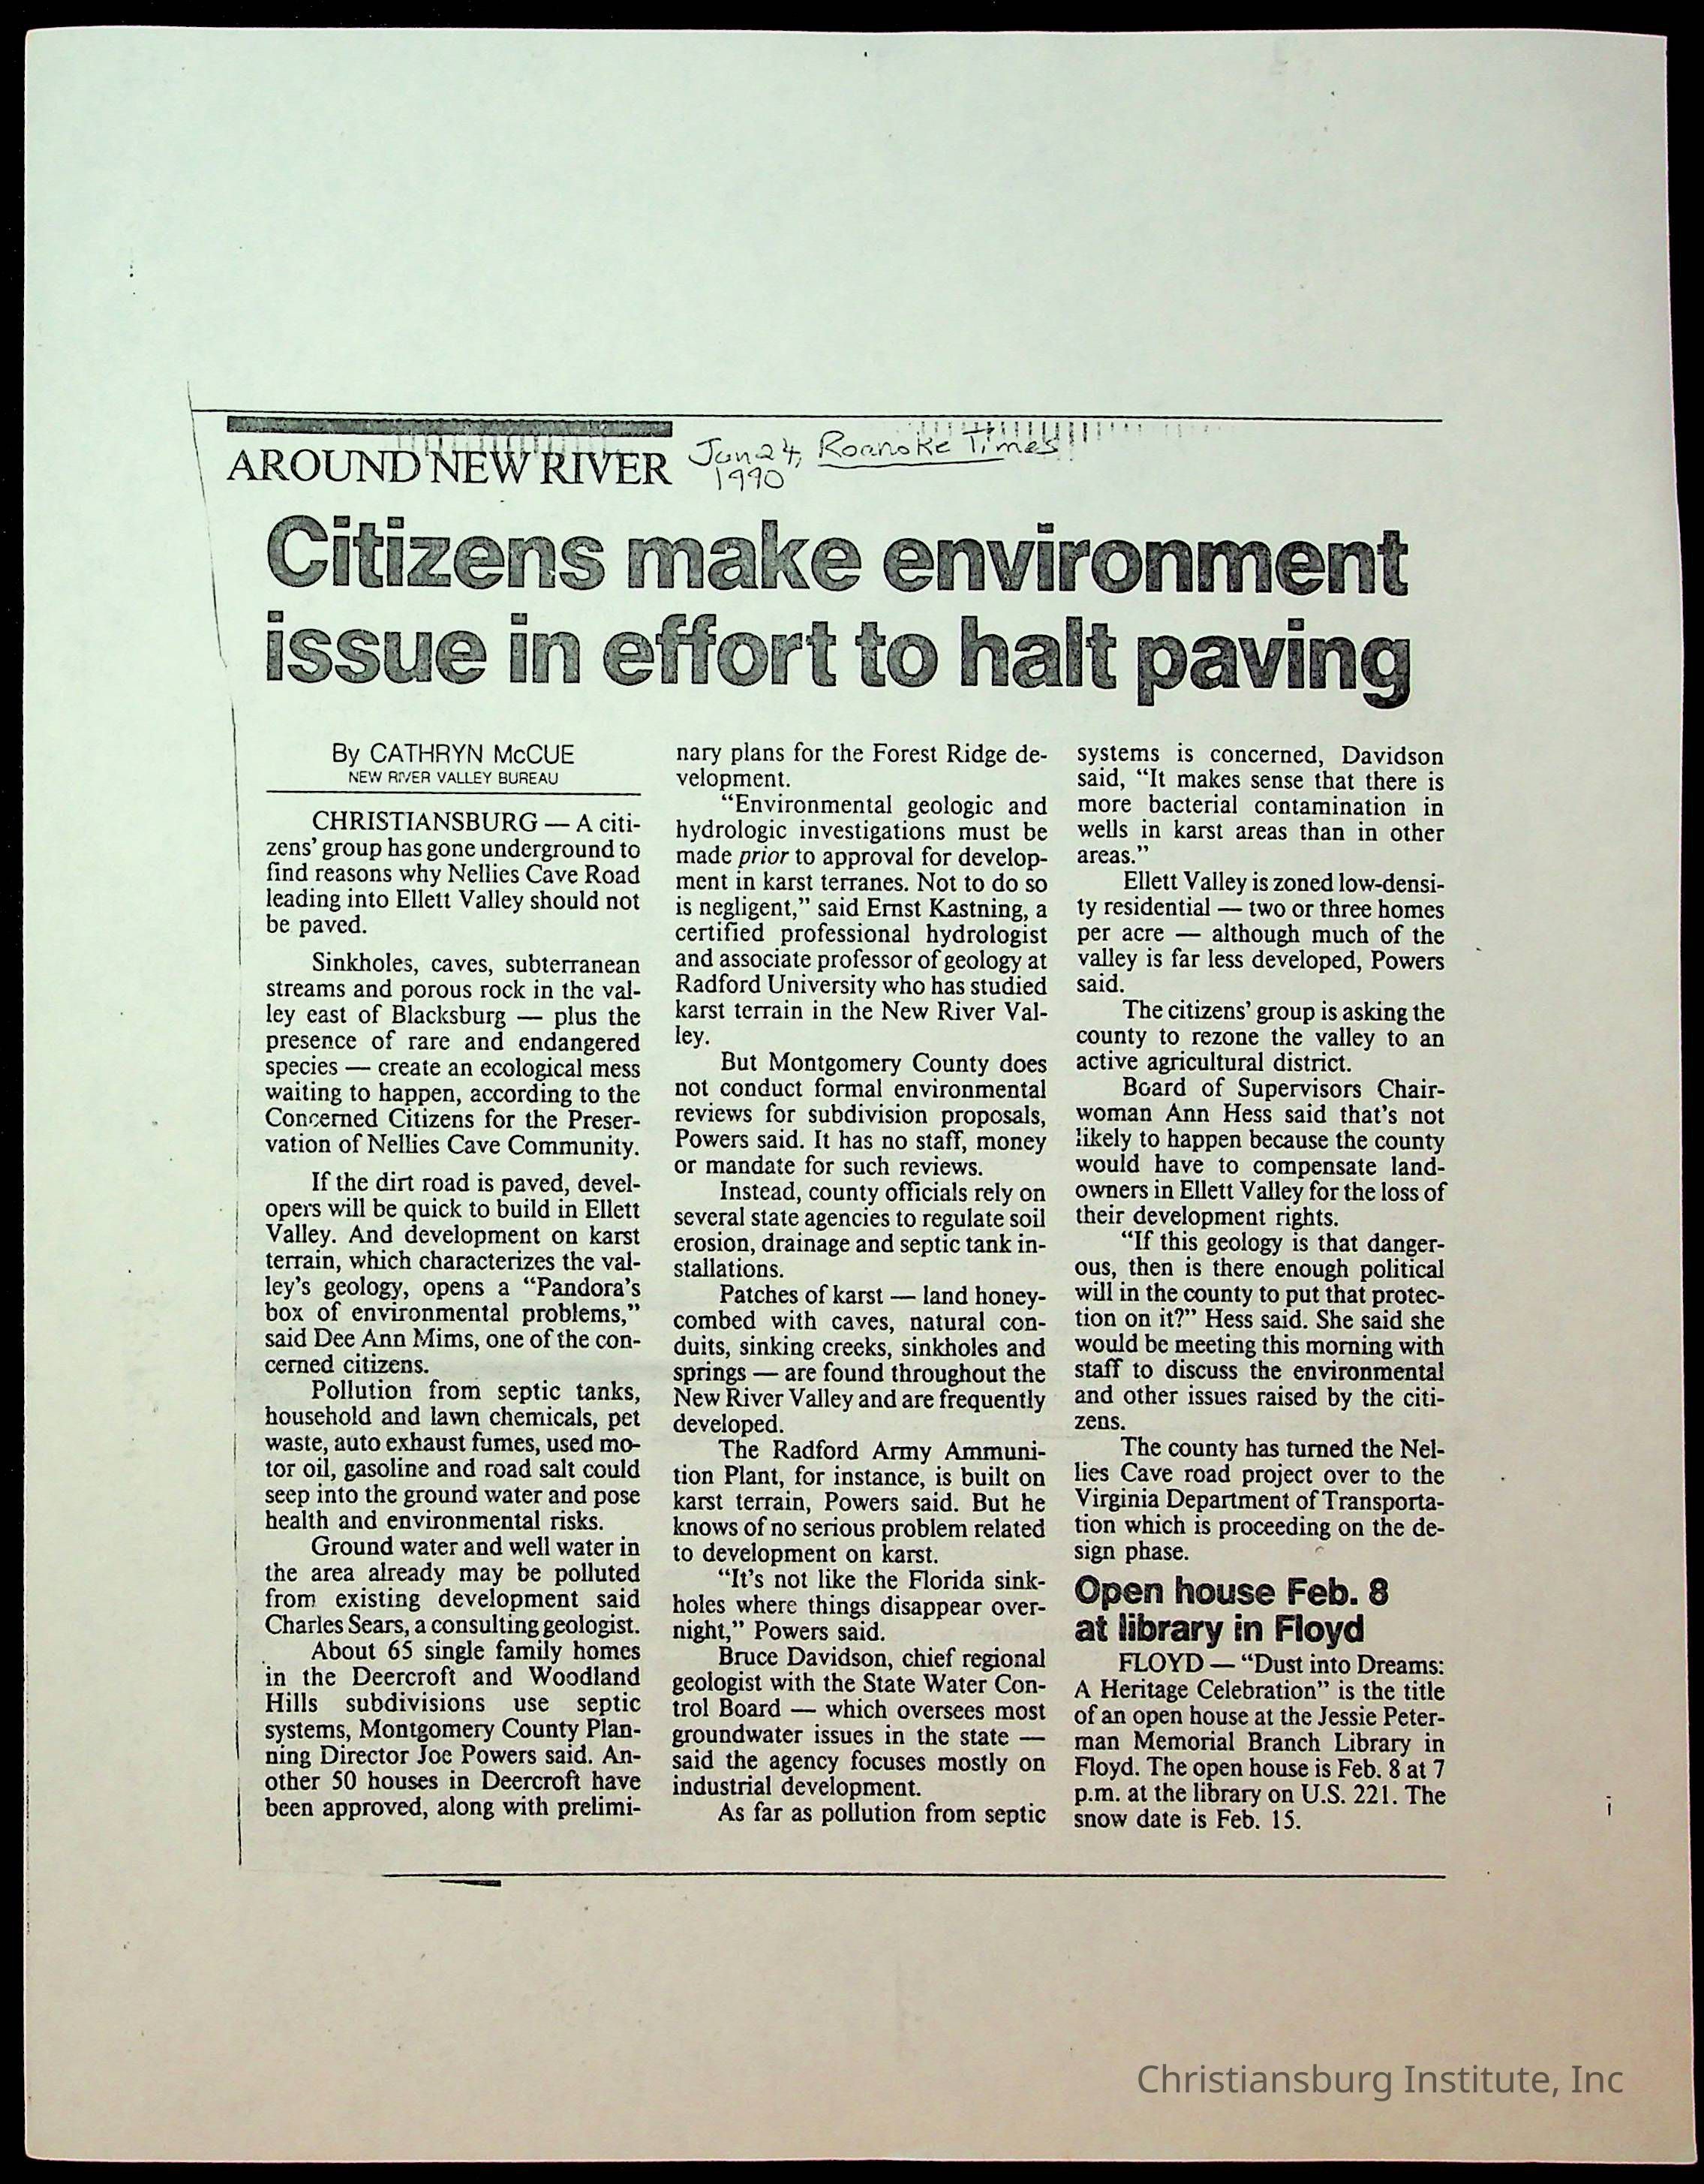 AROUND NEW RIVER
Jan 24, Roanoke Times
1990
Citizens make environment
issue in effort to halt paving
By CATHRYN McCUE
NEW RIVER VALLEY BUREAU
CHRISTIANSBURG — A citi-
zens' group has gone underground to
find reasons why Nellies Cave Road
leading into Ellett Valley should not
be paved.
Sinkholes, caves, subterranean
streams and porous rock in the val-
ley east of Blacksburg — plus the
presence of rare and endangered
species — create an ecological mess
waiting to happen, according to the
Concerned Citizens for the Preser-
vation of Nellies Cave Community.
If the dirt road is paved, devel-
opers will be quick to build in Ellett
Valley. And development on karst
terrain, which characterizes the val-
ley's geology, opens a "Pandora's
box of environmental problems,"
said Dee Ann Mims, one of the con-
cerned citizens.
Pollution from septic tanks,
household and lawn chemicals, pet
waste, auto exhaust fumes, used mo-
tor oil, gasoline and road salt could
seep into the ground water and pose
health and environmental risks.
Ground water and well water in
the area already may be polluted
from existing development said
Charles Sears, a consulting geologist.
About 65 single family homes
in the Deercroft and Woodland
Hills subdivisions use septic
systems, Montgomery County Plan-
ning Director Joe Powers said. An-
other 50 houses in Deercroft have
been approved, along with prelimi-
nary plans for the Forest Ridge de-
velopment.
"Environmental geologic and
hydrologic investigations must be
made prior to approval for develop-
ment in karst terranes. Not to do so
is negligent," said Ernst Kastning, a
certified professional hydrologist
and associate professor of geology at
Radford University who has studied
karst terrain in the New River Val-
ley.
But Montgomery County does
not conduct formal environmental
reviews for subdivision proposals,
Powers said. It has no staff, money
or mandate for such reviews.
Instead, county officials rely on
several state agencies to regulate soil
erosion, drainage and septic tank in-
stallations.
Patches of karst — land honey-
combed with caves, natural con-
duits, sinking creeks, sinkholes and
springs — are found throughout the
New River Valley and are frequently
developed.
The Radford Army Ammuni-
tion Plant, for instance, is built on
karst terrain, Powers said. But he
knows of no serious problem related
to development on karst.
"It's not like the Florida sink-
holes where things disappear over-
night," Powers said.
Bruce Davidson, chief regional
geologist with the State Water Con-
trol Board — which oversees most
groundwater issues in the state —
said the agency focuses mostly on
industrial development.
As far as pollution from septic
systems is concerned, Davidson
said, "It makes sense that there is
more bacterial contamination in
wells in karst areas than in other
areas."
Ellett Valley is zoned low-densi-
ty residential — two or three homes
per acre — although much of the
valley is far less developed, Powers
said.
The citizens' group is asking the
county to rezone the valley to an
active agricultural district.
Board of Supervisors Chair-
woman Ann Hess said that's not
likely to happen because the county
would have to compensate land-
owners in Ellett Valley for the loss of
their development rights.
"If this geology is that danger-
ous, then is there enough political
will in the county to put that protec-
tion on it?" Hess said. She said she
would be meeting this morning with
staff to discuss the environmental
and other issues raised by the citi-
zens.
The county has turned the Nel-
lies Cave road project over to the
Virginia Department of Transporta-
tion which is proceeding on the de-
sign phase.
Open house Feb. 8
at library in Floyd
FLOYD — "Dust into Dreams:
A Heritage Celebration" is the title
of an open house at the Jessie Peter-
man Memorial Branch Library in
Floyd. The open house is Feb. 8 at 7
p.m. at the library on U.S. 221. The
snow date is Feb. 15.
Christiansburg Institute, Inc